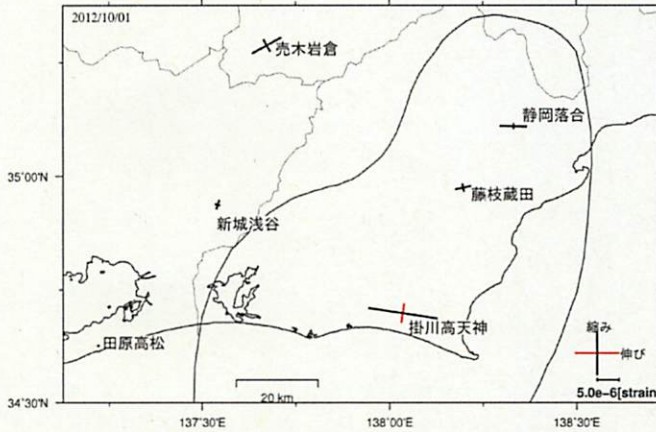 2012/10/01
売木岩倉
静岡落合
35°00'N
藤枝蔵田
新城浅谷
掛川高天神
田原高松
縮み
伸び
5.0e-6[strain
20 km
34°30'N
137°30'E
138°00'E
138°30'E